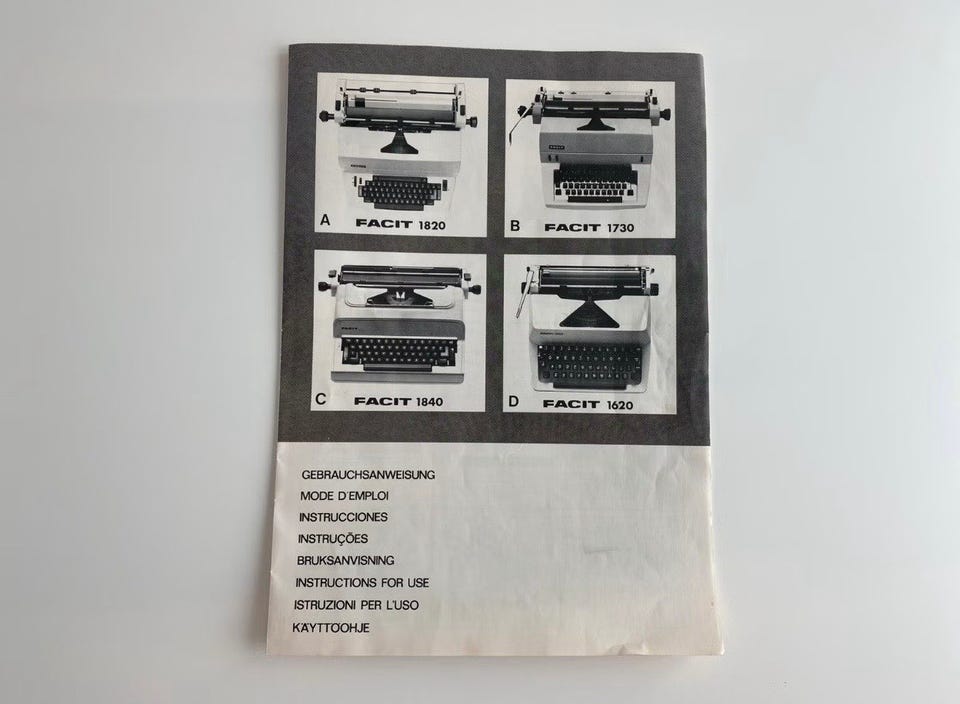 A FACIT 1820
B FACIT 1730
C FACIT 1840
D FACIT 1620
GEBRAUCHSANWEISUNG
MODE D'EMPLOI
INSTRUCCIONES
INSTRUÇÕES
BRUKSANVISNING
INSTRUCTIONS FOR USE
ISTRUZIONI PER L'USO
KÄYTTÖOHJE